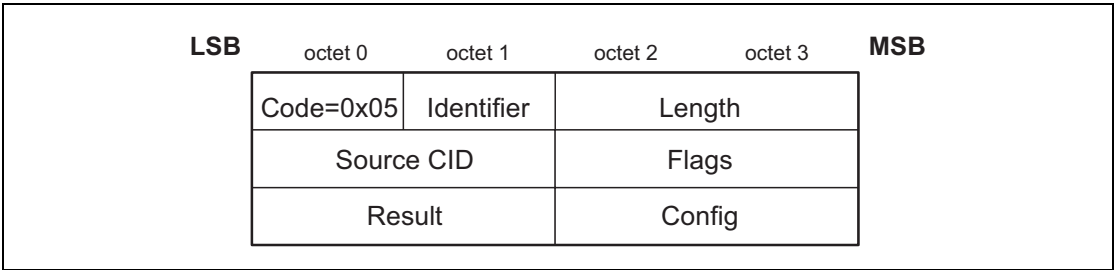 LSB octet 0 octet 1 octet 2 octet 3 MSB
Code=0x05 Identifier Length
Source CID Flags
Result Config